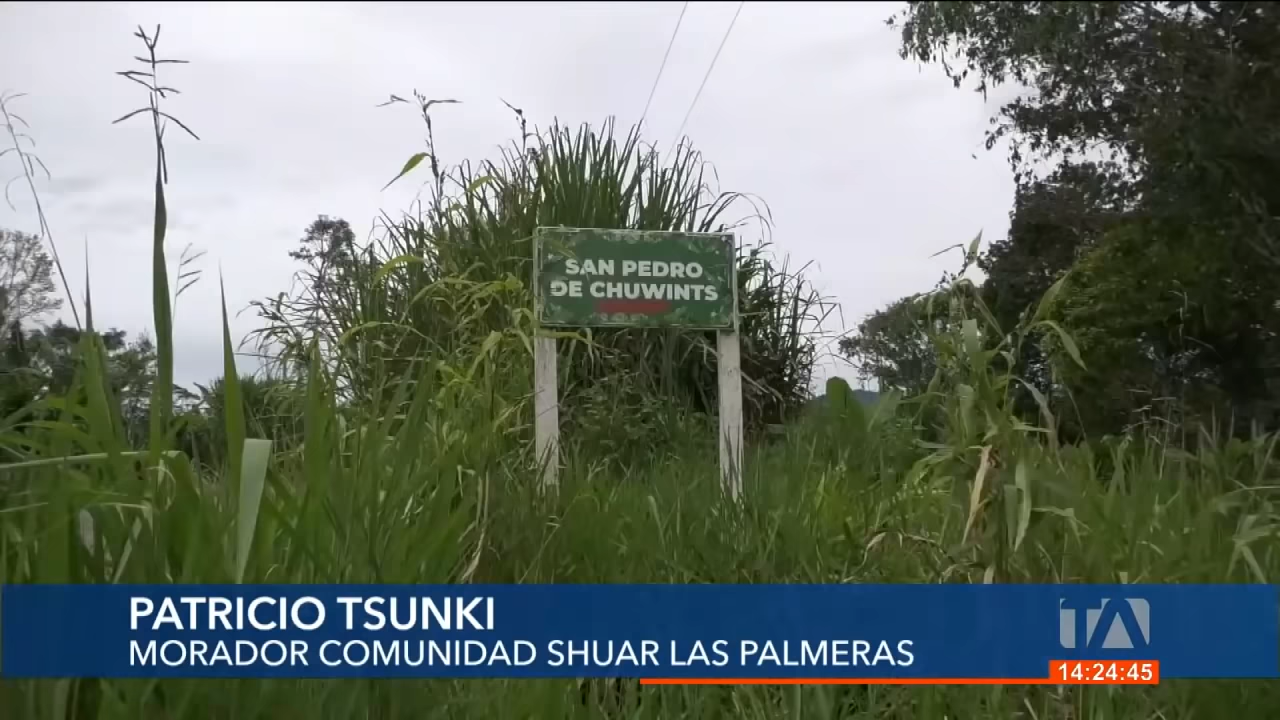 SAN PEDRO
DE CHUWINTS
PATRICIO TSUNKI
MORADOR COMUNIDAD SHUAR LAS PALMERAS
TA
14:24:45